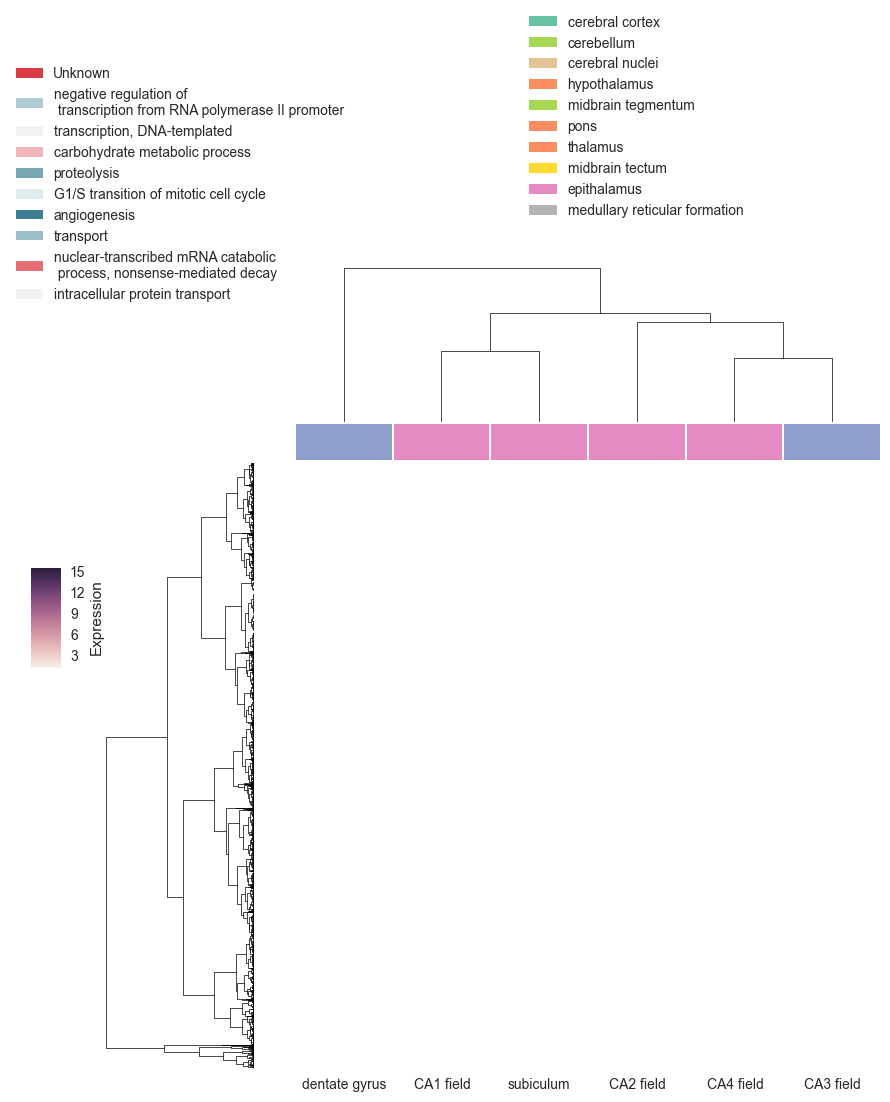 Unknown
negative regulation of
transcription from RNA polymerase II promoter
transcription, DNA-templated
carbohydrate metabolic process
proteolysis
G1/S transition of mitotic cell cycle
angiogenesis
transport
nuclear-transcribed mRNA catabolic
process, nonsense-mediated decay
intracellular protein transport
cerebral cortex
cerebellum
cerebral nuclei
hypothalamus
midbrain tegmentum
pons
thalamus
midbrain tectum
epithalamus
medullary reticular formation
15
12
9
6
3
Expression
dentate gyrus
CA1 field
subiculum
CA2 field
CA4 field
CA3 field